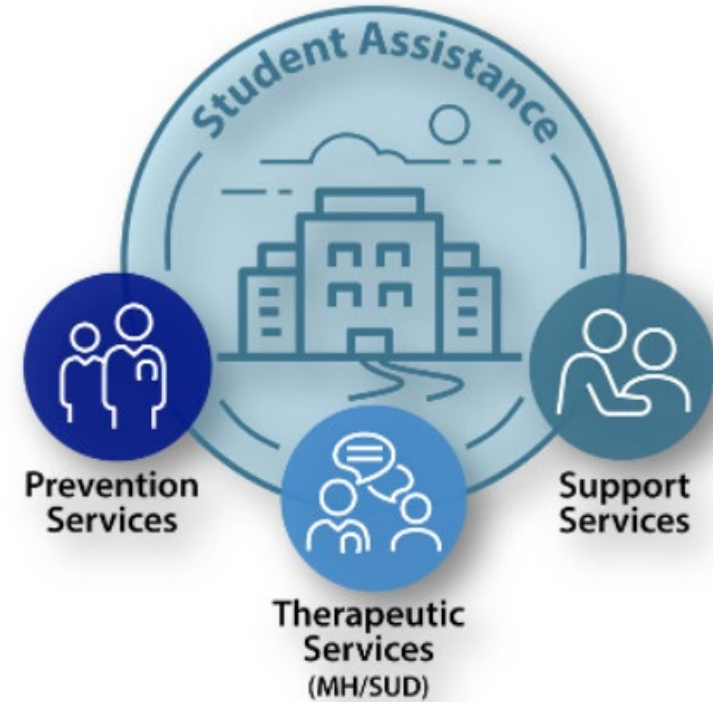 Student Assistance
Prevention
Services
Therapeutic
Services
(MH/SUD)
Support
Services